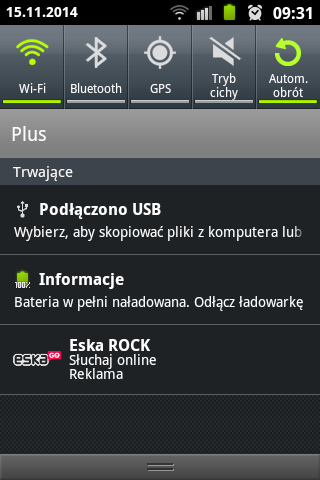 15.11.2014 09:31
Wi-Fi Bluetooth GPS Tryb cichy Autom. obrót
Plus
Trwające
Podłączono USB
Wybierz, aby skopiować pliki z komputera lub
100% Informacje
Bateria w pełni naładowana. Odłącz ładowarkę
eska GO
Eska ROCK
Słuchaj online
Reklama